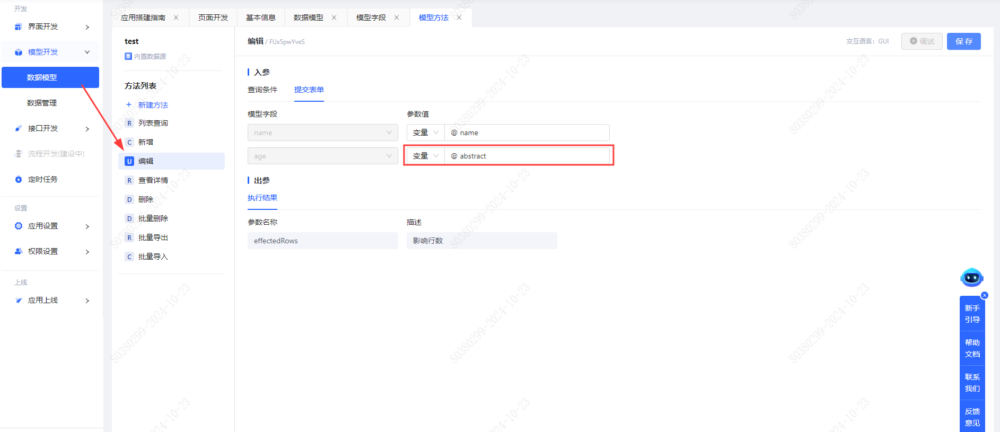 开发
界面开发
模型开发
数据模型
数据管理
接口开发
流程开发(建设中)
定时任务
设置
应用设置
权限设置
上线
应用上线
应用搭建指南
页面开发
基本信息
数据模型
模型字段
模型方法
test
内置数据源
方法列表
+ 新建方法
R 列表查询
C 新增
U 编辑
R 查看详情
D 删除
D 批量删除
R 批量导出
C 批量导入
编辑 / FUx5pwYveS
交互语言：GUI
调试
保 存
入参
查询条件
提交表单
模型字段
参数值
name
变量
@ name
age
变量
@ abstract
出参
执行结果
参数名称
描述
effectedRows
影响行数
新手
引导
帮助
文档
联系
我们
反馈
意见
80380299-2024-10-23